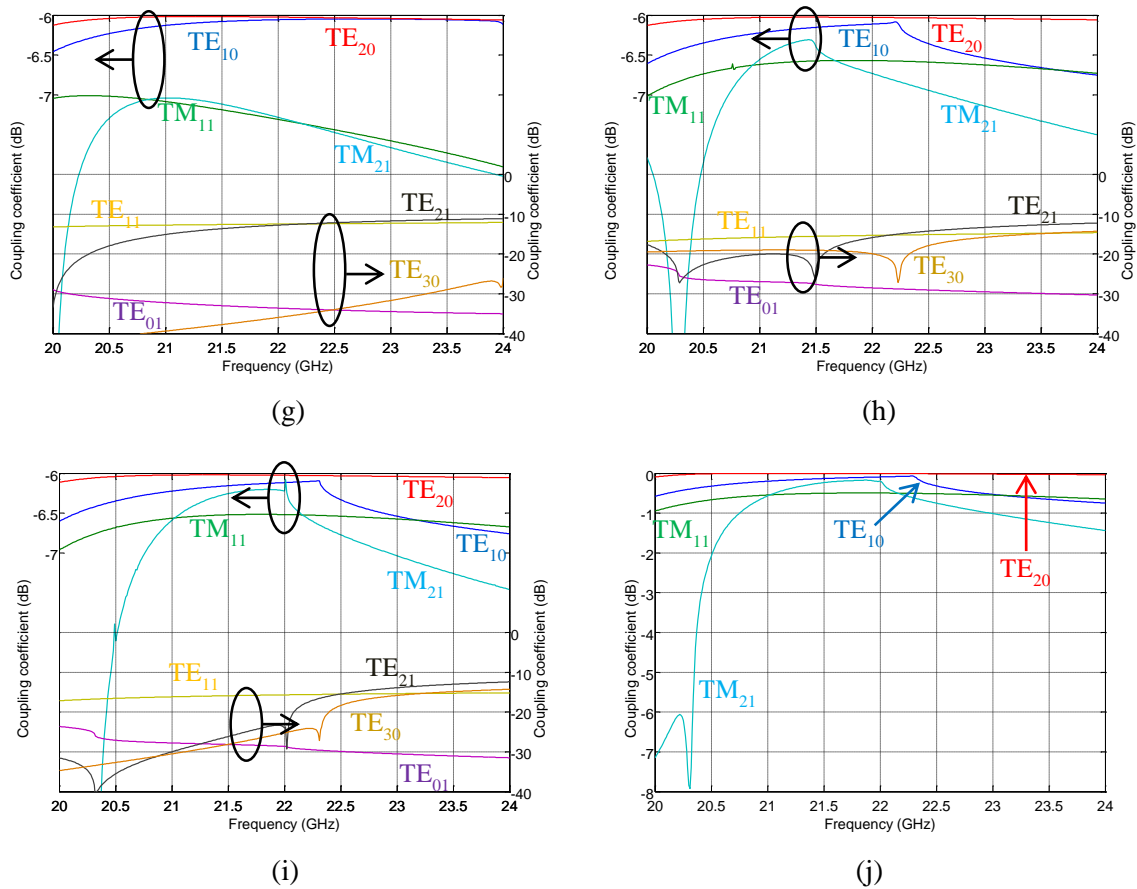 -6
-6.5
-7
Coupling coefficient (dB)
TE10
TE20
TM11
TM21
0
-10
-20
-30
-40
Coupling coefficient (dB)
TE11
TE21
TE30
TE01
20 20.5 21 21.5 22 22.5 23 23.5 24
Frequency (GHz)
(g)
-6
-6.5
-7
Coupling coefficient (dB)
TE10
TE20
TM11
TM21
0
-10
-20
-30
-40
Coupling coefficient (dB)
TE11
TE21
TE30
TE01
20 20.5 21 21.5 22 22.5 23 23.5 24
Frequency (GHz)
(h)
-6
-6.5
-7
Coupling coefficient (dB)
TE20
TM11
TE10
TM21
0
-10
-20
-30
-40
Coupling coefficient (dB)
TE11
TE21
TE30
TE01
20 20.5 21 21.5 22 22.5 23 23.5 24
Frequency (GHz)
(i)
0
-1
-2
-3
-4
-5
-6
-7
-8
Coupling coefficient (dB)
TM11
TE10
TE20
TM21
20 20.5 21 21.5 22 22.5 23 23.5 24
Frequency (GHz)
(j)